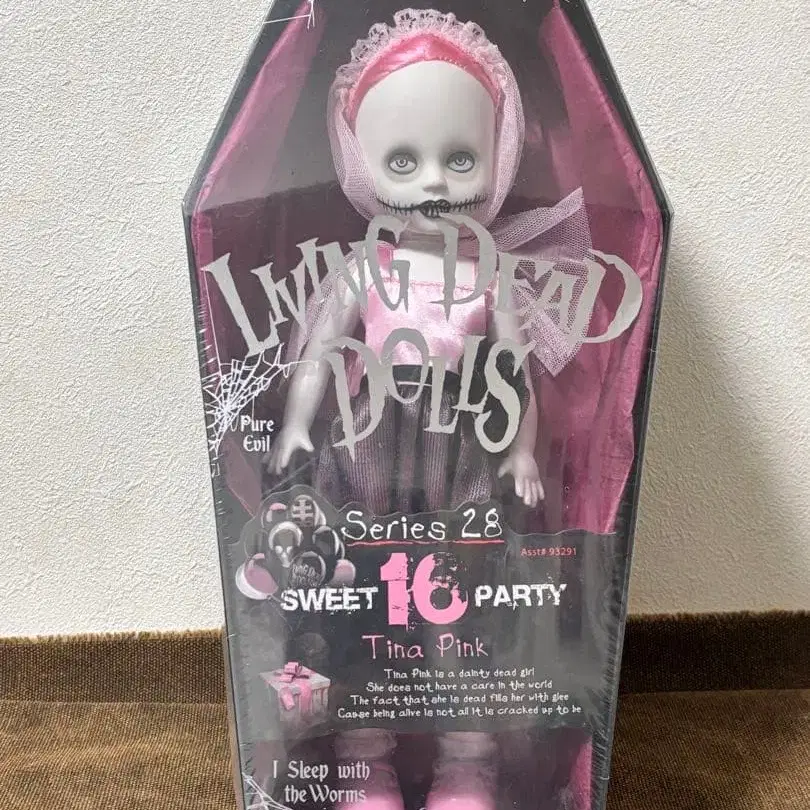 LIVING DEAD
DOLLS
Pure
Evil
Series 28
Asst# 93291
SWEET 16 PARTY
Tina Pink
Tina Pink is a dainty dead girl
She does not have a care in the world
The fact that she is dead fills her with glee
Cause being alive is not all it is cracked up to be
I Sleep with
the Worms